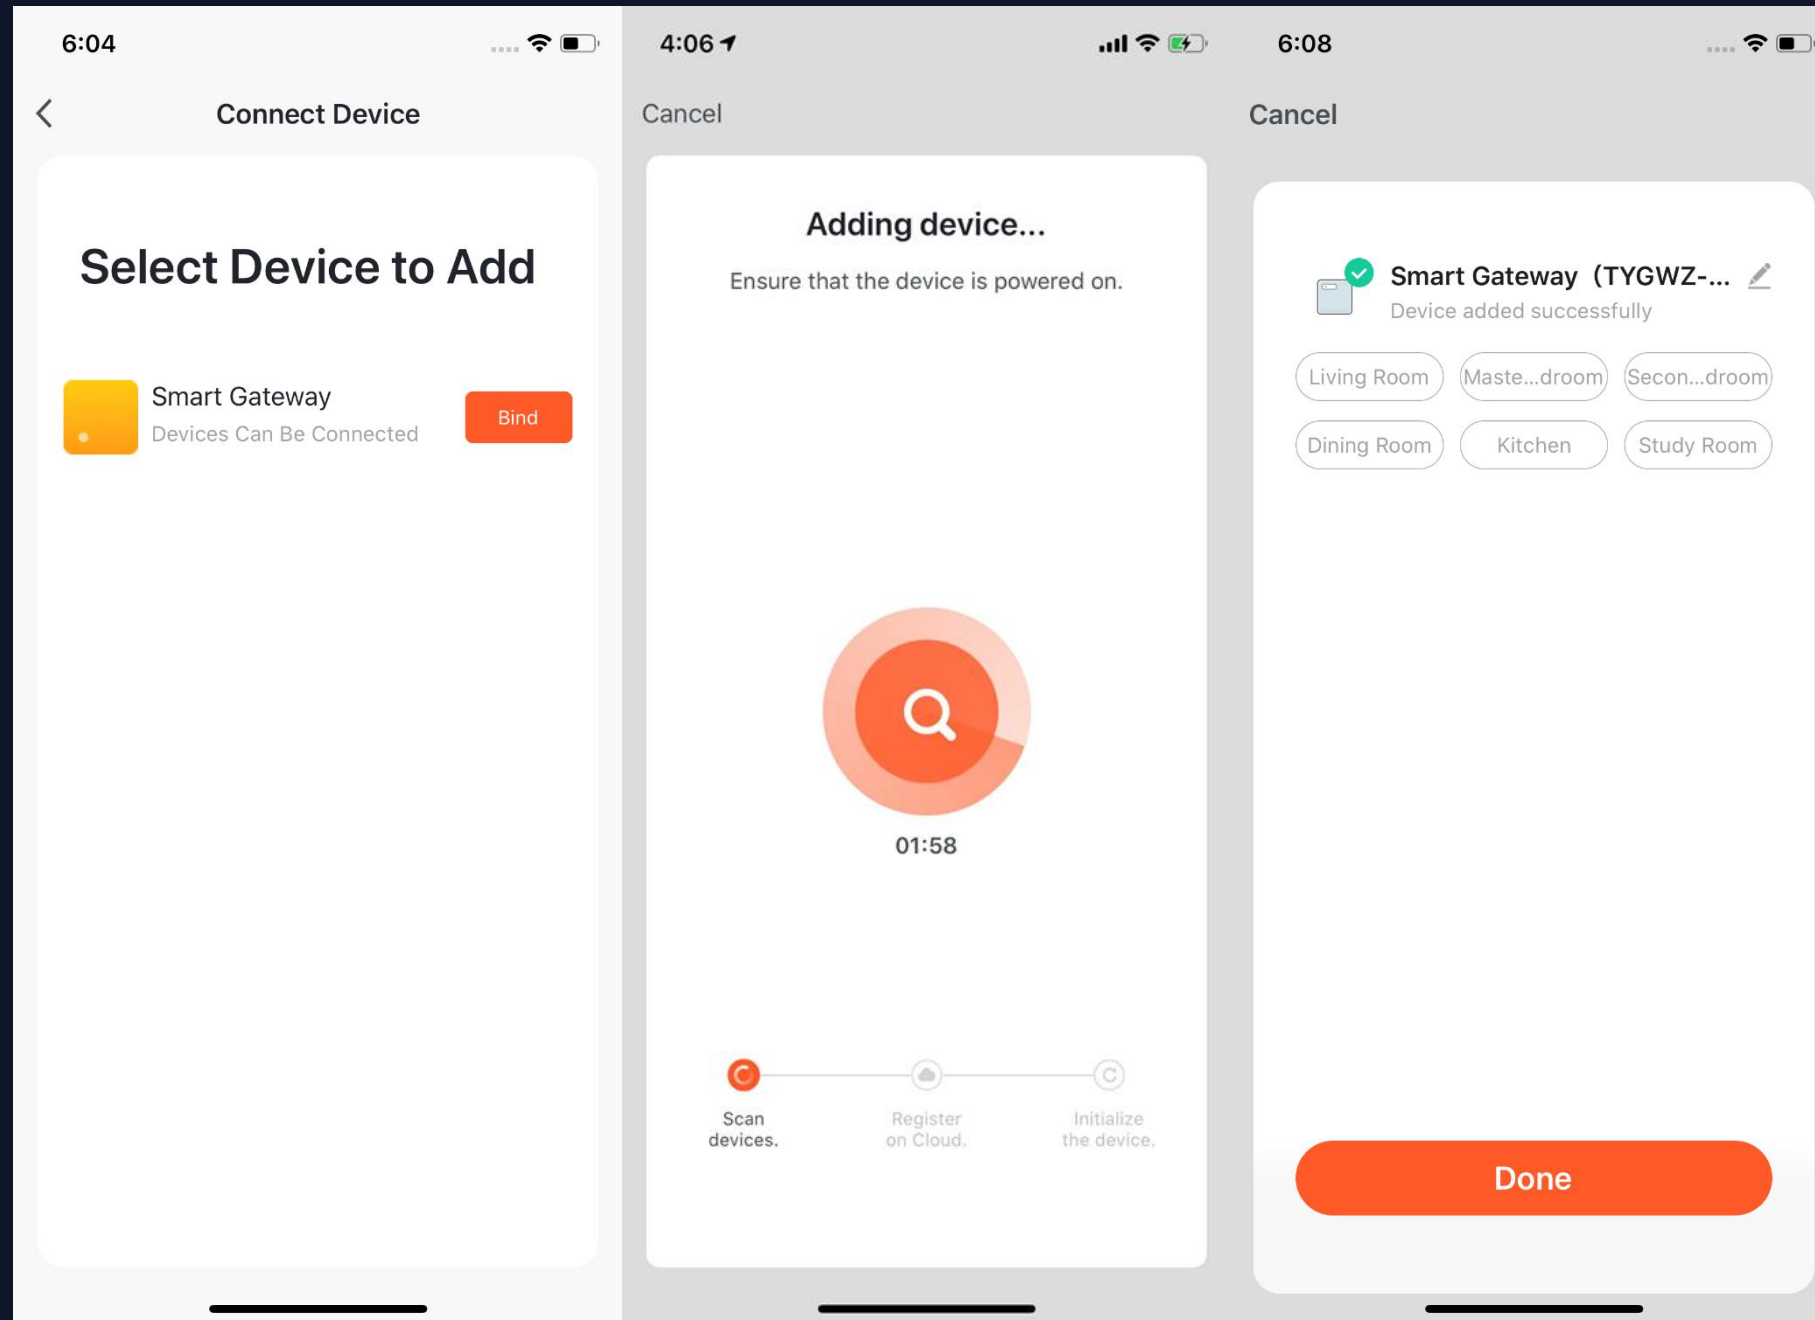 6:04
Connect Device
Select Device to Add
Smart Gateway
Devices Can Be Connected
Bind
4:06
Cancel
Adding device...
Ensure that the device is powered on.
01:58
Scan
devices.
Register
on Cloud.
Initialize
the device.
6:08
Cancel
Smart Gateway（TYGWZ-...
Device added successfully
Living Room
Maste...droom
Secon...droom
Dining Room
Kitchen
Study Room
Done